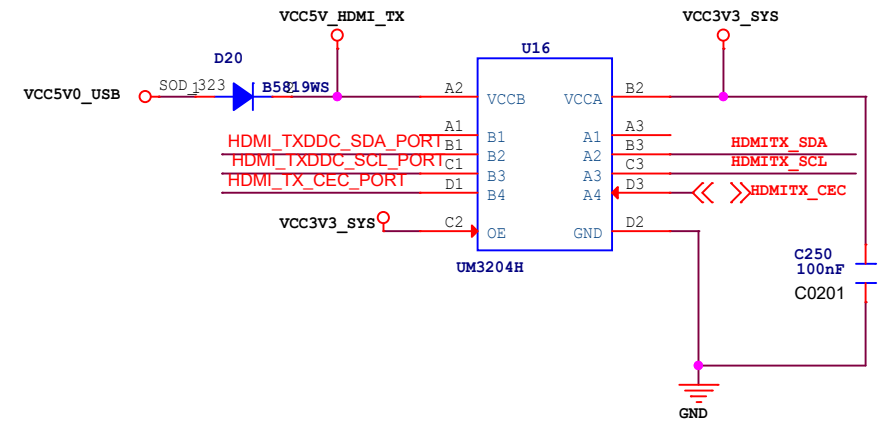 VCC5V_HDMI_TX
VCC3V3_SYS
U16
D20
VCC5V0_USB
SOD_323
1
B5819WS
2
A2
VCCB
VCCA
B2
A1
B1
A1
A3
HDMI_TXDDC_SDA_PORT
B1
B2
A2
B3
HDMITX_SDA
HDMI_TXDDC_SCL_PORT
C1
B3
A3
C3
HDMITX_SCL
HDMI_TX_CEC_PORT
D1
B4
A4
D3
HDMITX_CEC
VCC3V3_SYS
C2
OE
GND
D2
UM3204H
C250
100nF
C0201
GND